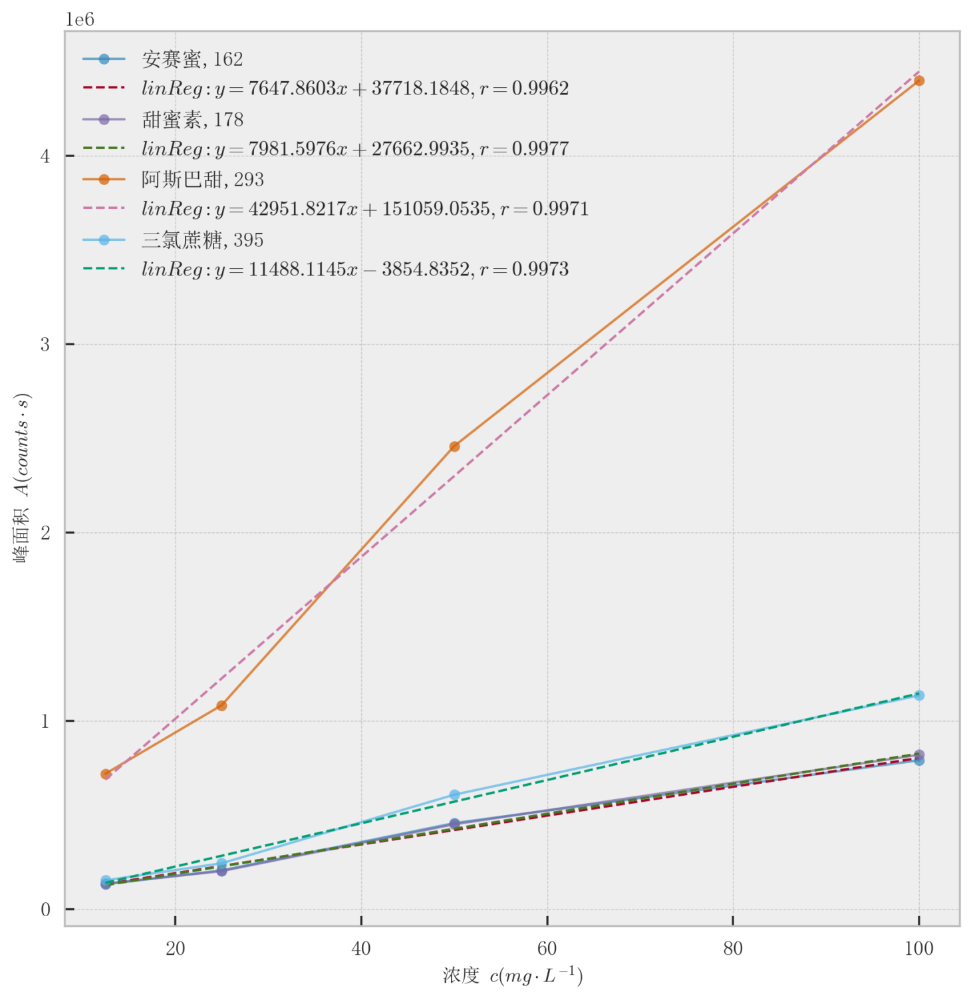 1e6
安赛蜜, 162
linReg: y = 7647.8603x + 37718.1848, r = 0.9962
甜蜜素, 178
linReg: y = 7981.5976x + 27662.9935, r = 0.9977
阿斯巴甜, 293
linReg: y = 42951.8217x + 151059.0535, r = 0.9971
三氯蔗糖, 395
linReg: y = 11488.1145x − 3854.8352, r = 0.9973
4
3
2
1
0
峰面积 A(counts · s)
20 40 60 80 100
浓度 c(mg · L⁻¹)